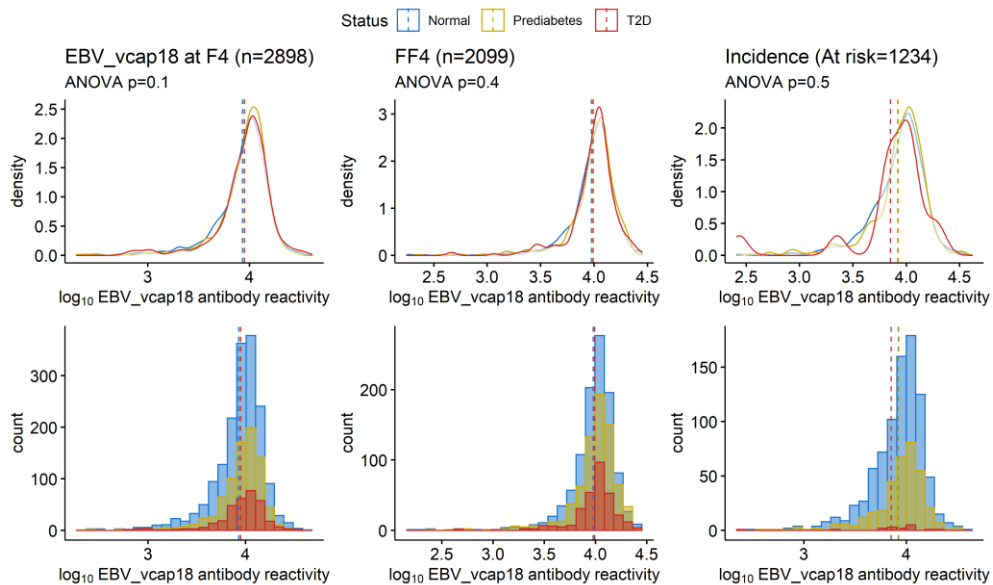 Status Normal Prediabetes T2D
EBV_vcap18 at F4 (n=2898)
ANOVA p=0.1
density
2.5
2.0
1.5
1.0
0.5
0.0
3 4
log10 EBV_vcap18 antibody reactivity
FF4 (n=2099)
ANOVA p=0.4
density
3
2
1
0
2.5 3.0 3.5 4.0 4.5
log10 EBV_vcap18 antibody reactivity
Incidence (At risk=1234)
ANOVA p=0.5
density
2.0
1.5
1.0
0.5
0.0
2.5 3.0 3.5 4.0 4.5
log10 EBV_vcap18 antibody reactivity
count
300
200
100
0
3 4
log10 EBV_vcap18 antibody reactivity
count
200
100
0
2.5 3.0 3.5 4.0 4.5
log10 EBV_vcap18 antibody reactivity
count
150
100
50
0
3 4
log10 EBV_vcap18 antibody reactivity